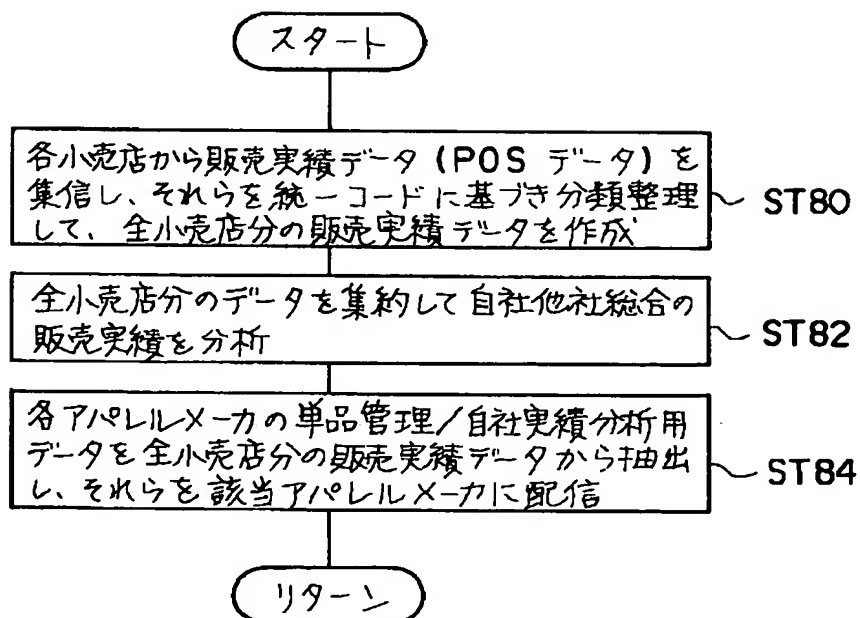 スタート
各小売店から販売実績データ(POS データ)を
集信し、それらを統一コードに基づき分類整理
して、全小売店分の販売実績データを作成
ST80
全小売店分のデータを集約して自社他社総合の
販売実績を分析
ST82
各アパレルメーカの単品管理/自社実績分析用
データを全小売店分の販売実績データから抽出
し、それらを該当アパレルメーカに配信
ST84
リターン